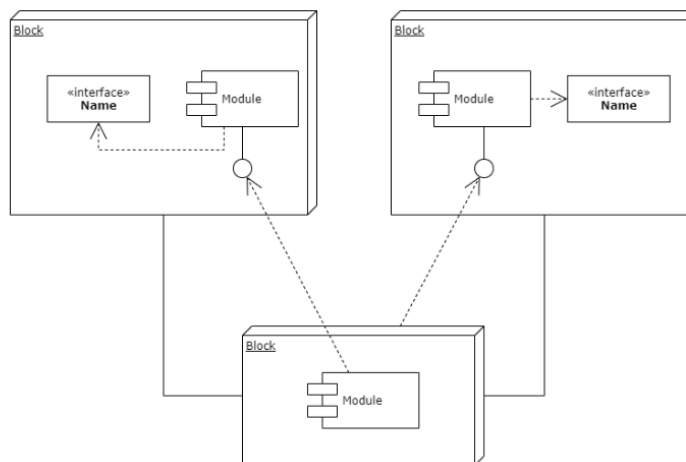 Block
«interface»
Name
Module
Block
Module
«interface»
Name
Block
Module